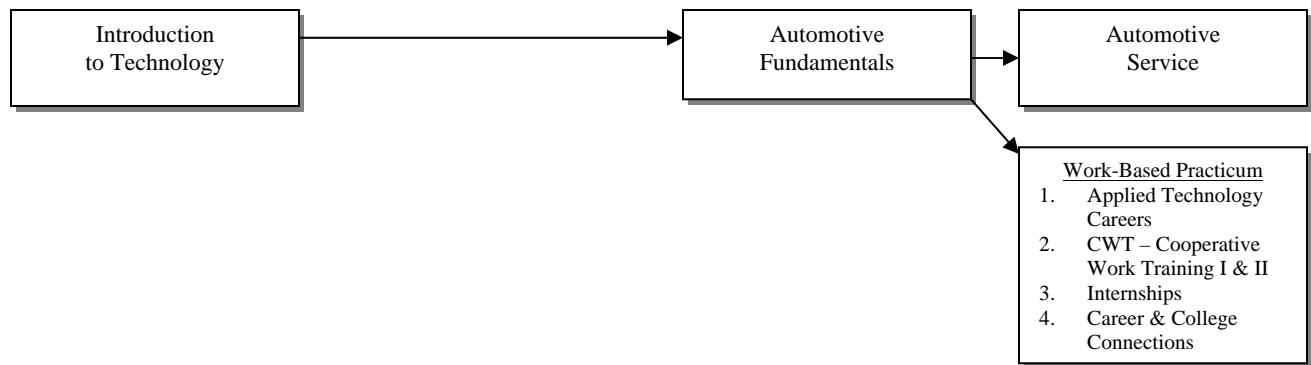 Introduction
to Technology
Automotive
Fundamentals
Automotive
Service
Work-Based Practicum
1. Applied Technology
Careers
2. CWT – Cooperative
Work Training I & II
3. Internships
4. Career & College
Connections